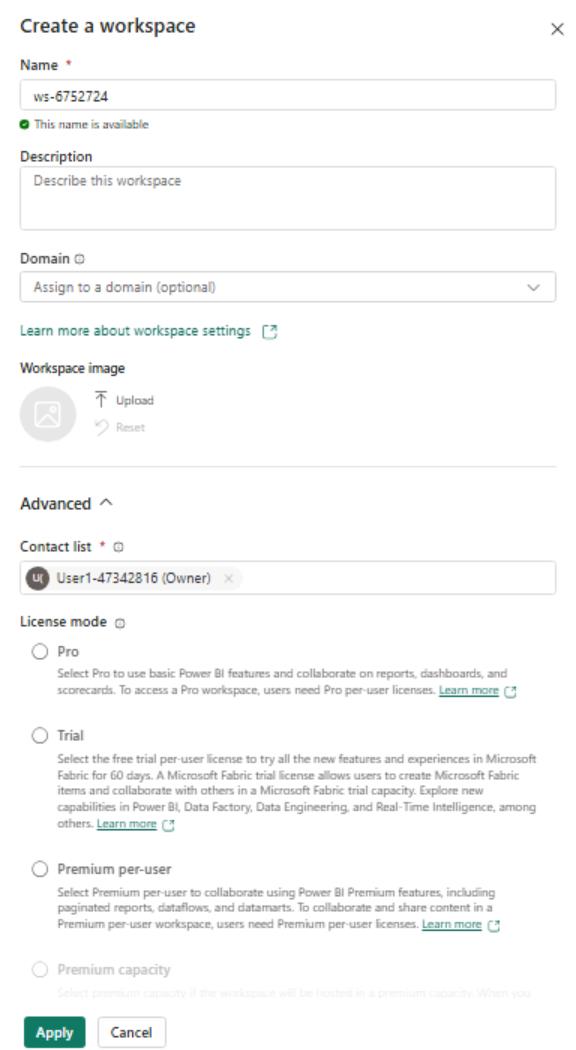 Create a workspace
Name *
ws-6752724
This name is available
Description
Describe this workspace
Domain
Assign to a domain (optional)
Learn more about workspace settings
Workspace image
Upload
Reset
Advanced
Contact list *
U(
User1-47342816 (Owner)
License mode
Pro
Select Pro to use basic Power BI features and collaborate on reports, dashboards, and
scorecards. To access a Pro workspace, users need Pro per-user licenses. Learn more
Trial
Select the free trial per-user license to try all the new features and experiences in Microsoft
Fabric for 60 days. A Microsoft Fabric trial license allows users to create Microsoft Fabric
items and collaborate with others in a Microsoft Fabric trial capacity. Explore new
capabilities in Power BI, Data Factory, Data Engineering, and Real-Time Intelligence, among
others. Learn more
Premium per-user
Select Premium per-user to collaborate using Power BI Premium features, including
paginated reports, dataflows, and datamarts. To collaborate and share content in a
Premium per-user workspace, users need Premium per-user licenses. Learn more
Premium capacity
Select premium capacity if the workspace will be hosted in a premium capacity. When you
Apply
Cancel